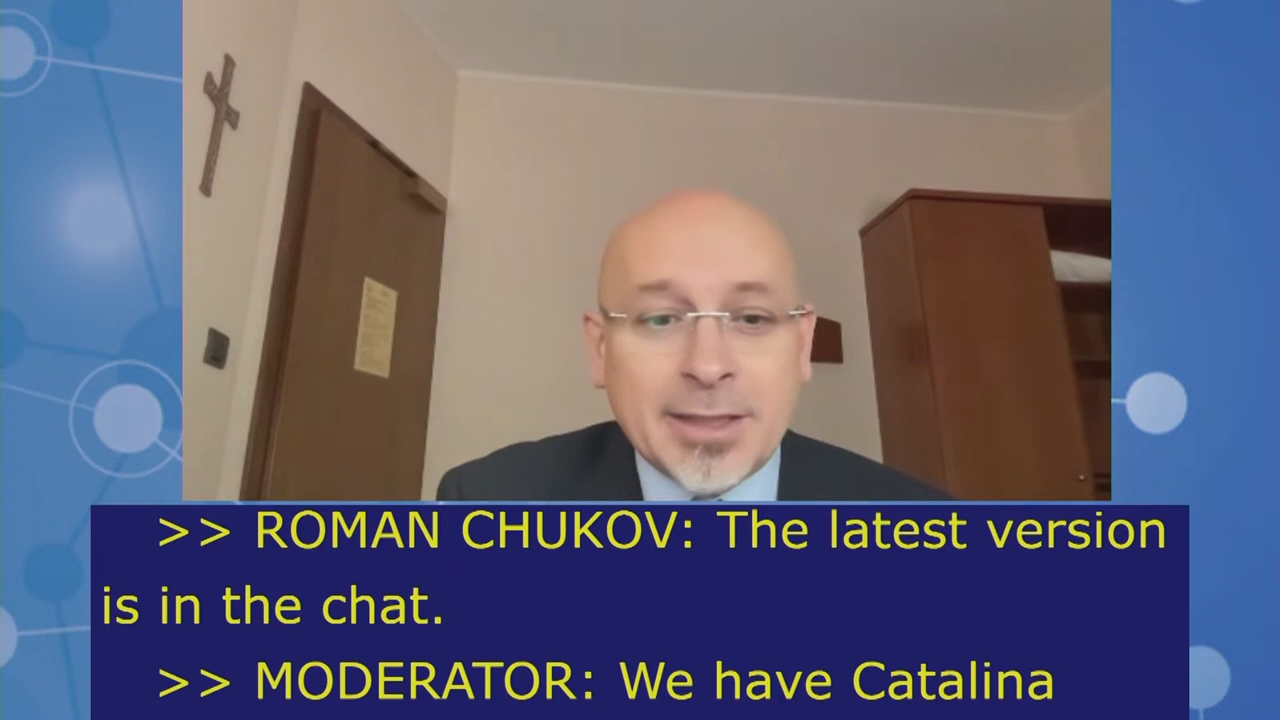 >> ROMAN CHUKOV: The latest version
is in the chat.
>> MODERATOR: We have Catalina